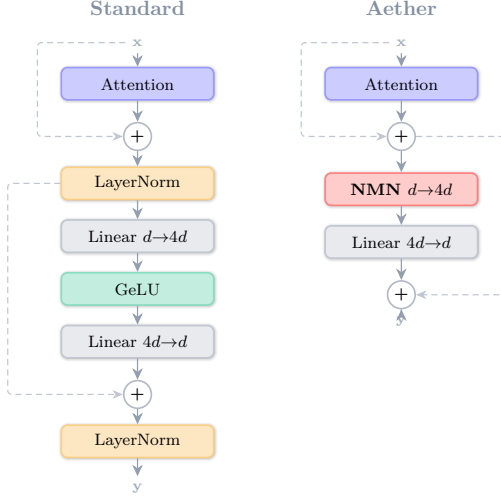 Standard
x
Attention
+
LayerNorm
Linear d→4d
GeLU
Linear 4d→d
+
LayerNorm
y
Aether
x
Attention
+
NMN d→4d
Linear 4d→d
+
y